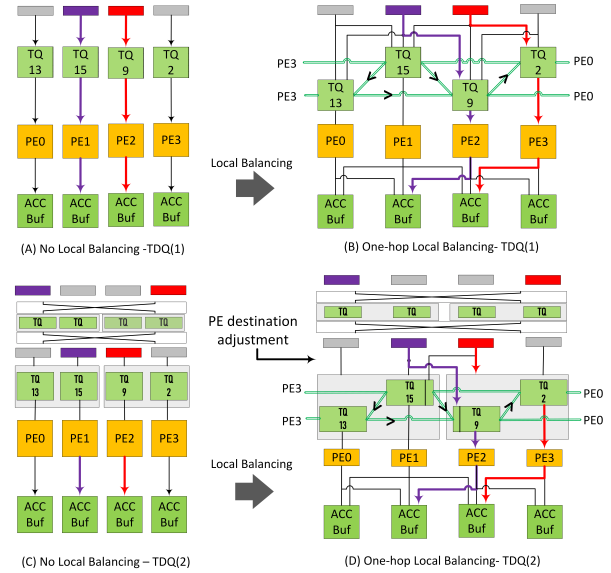 TQ 13
TQ 15
TQ 9
TQ 2
PE0
PE1
PE2
PE3
ACC Buf
ACC Buf
ACC Buf
ACC Buf
(A) No Local Balancing -TDQ(1)
Local Balancing
TQ 15
TQ 2
PE3
PE0
TQ 13
TQ 9
PE3
PE0
PE0
PE1
PE2
PE3
ACC Buf
ACC Buf
ACC Buf
ACC Buf
(B) One-hop Local Balancing- TDQ(1)
TQ
TQ
TQ
TQ
TQ 13
TQ 15
TQ 9
TQ 2
PE0
PE1
PE2
PE3
ACC Buf
ACC Buf
ACC Buf
ACC Buf
(C) No Local Balancing – TDQ(2)
PE destination
adjustment
Local Balancing
TQ
TQ
TQ
TQ
TQ 15
TQ 2
PE3
PE0
TQ 13
TQ 9
PE3
PE0
PE0
PE1
PE2
PE3
ACC Buf
ACC Buf
ACC Buf
ACC Buf
(D) One-hop Local Balancing- TDQ(2)